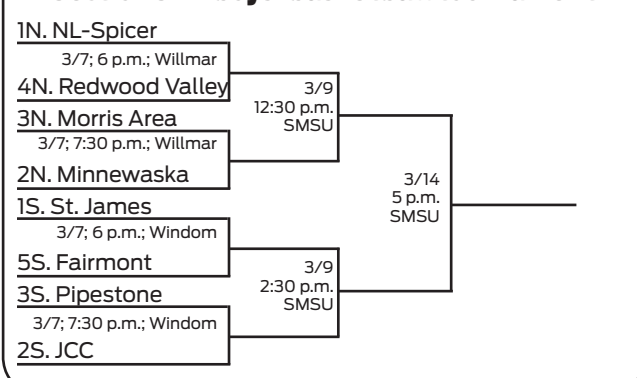 1N. NL-Spicer
3/7; 6 p.m.; Willmar
4N. Redwood Valley
3/9
12:30 p.m.
SMSU
3N. Morris Area
3/7; 7:30 p.m.; Willmar
2N. Minnewaska
3/14
5 p.m.
SMSU
1S. St. James
3/7; 6 p.m.; Windom
5S. Fairmont
3/9
2:30 p.m.
SMSU
3S. Pipestone
3/7; 7:30 p.m.; Windom
2S. JCC